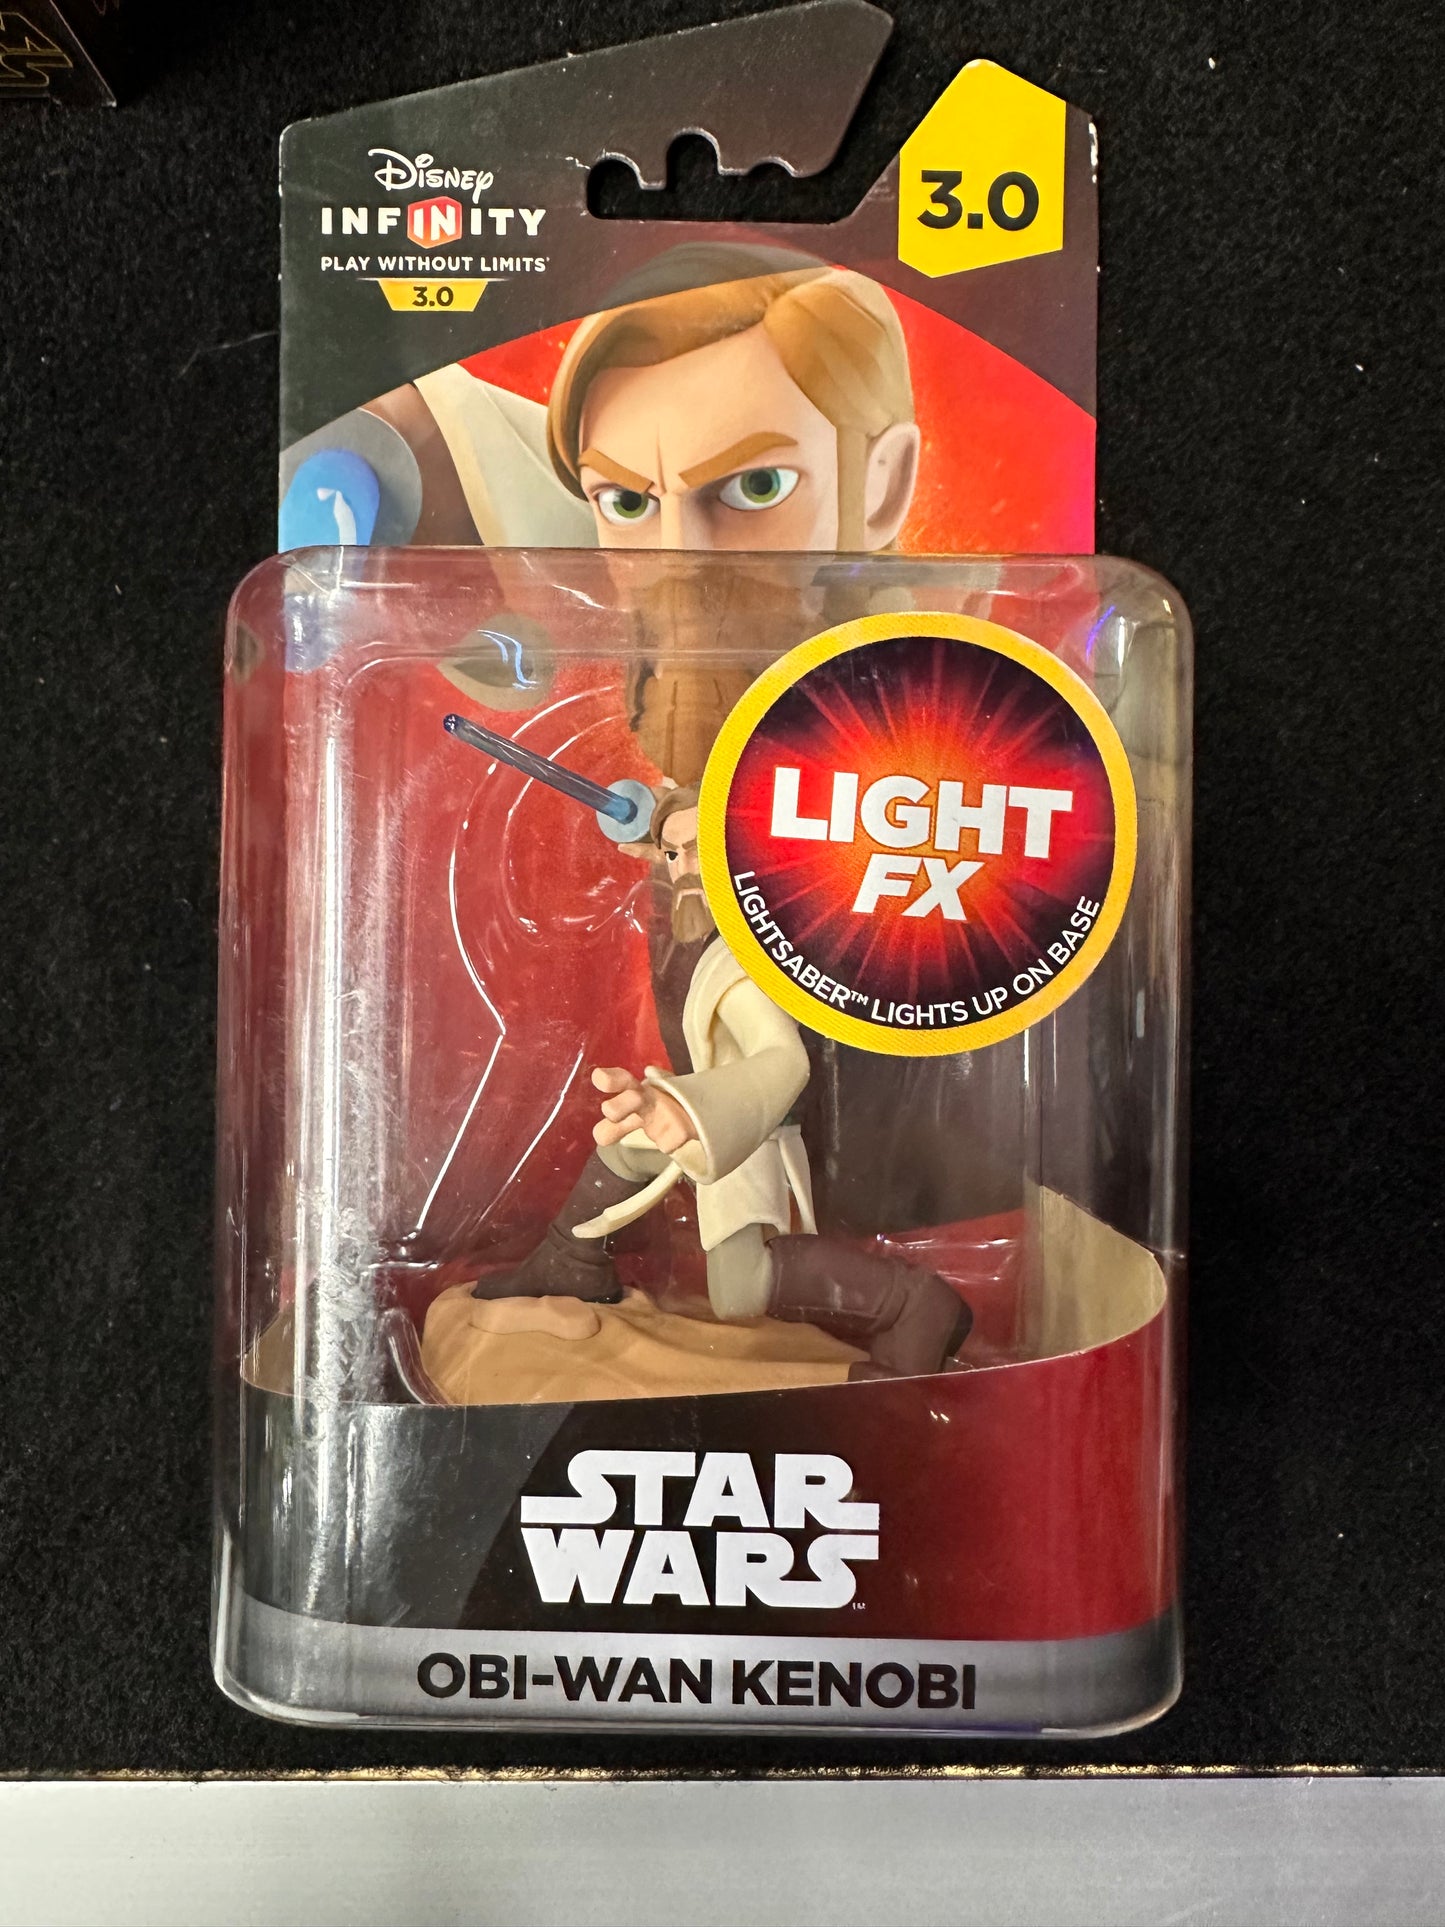 Disney
INFINITY
PLAY WITHOUT LIMITS
3.0
3.0
LIGHT
FX
LIGHTSABER™ LIGHTS UP ON BASE
STAR
WARS
OBI-WAN KENOBI